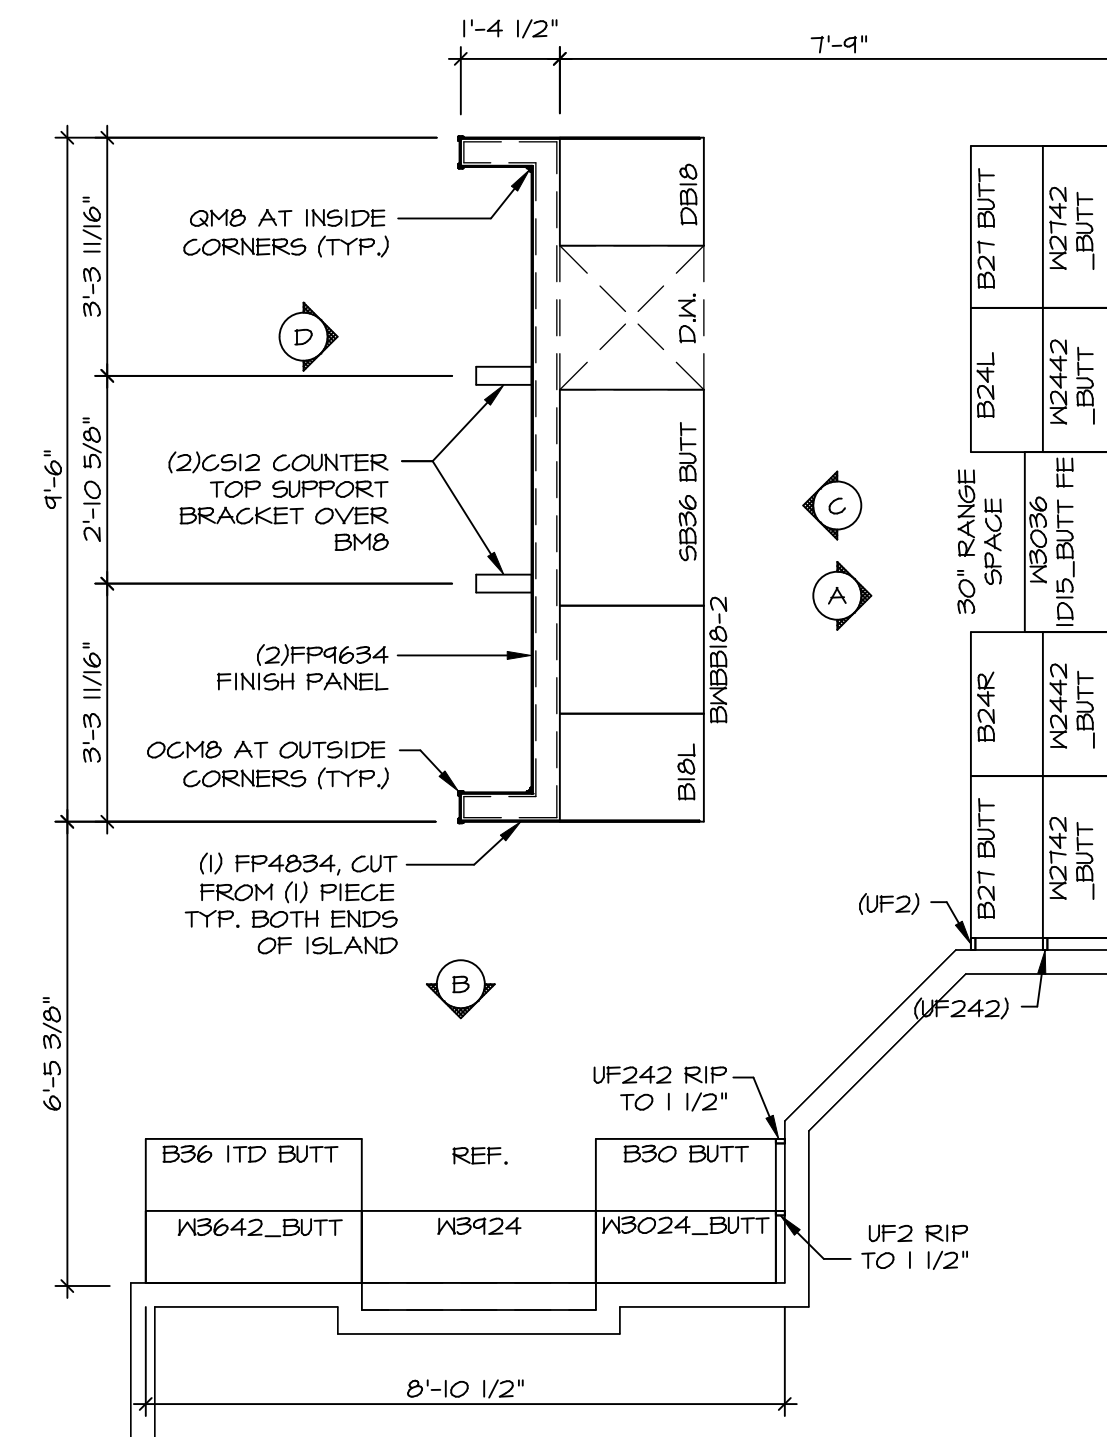 1'-4 1/2"
7'-9"
3'-3 11/16"
2'-10 5/8"
3'-3 11/16"
9'-6"
6'-5 3/8"
QM8 AT INSIDE
CORNERS (TYP.)
D
(2)CS12 COUNTER
TOP SUPPORT
BRACKET OVER
BM8
(2)FP9634
FINISH PANEL
OCM8 AT OUTSIDE
CORNERS (TYP.)
(1) FP4834, CUT
FROM (1) PIECE
TYP. BOTH ENDS
OF ISLAND
DB18
D.W.
SB36 BUTT
BWBB18-2
B18L
C
A
B
B27 BUTT
W2742
_BUTT
B24L
W2442
_BUTT
30" RANGE
SPACE
W3036
ID15_BUTT FE
B24R
W2442
_BUTT
B27 BUTT
W2742
_BUTT
(UF2)
(UF242)
UF242 RIP
TO 1 1/2"
B36 1TD BUTT
REF.
B30 BUTT
W3642_BUTT
W3924
W3024_BUTT
UF2 RIP
TO 1 1/2"
8'-10 1/2"